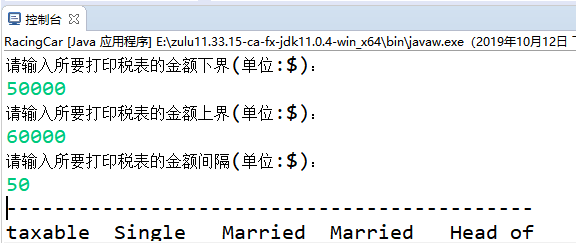 控制台
RacingCar [Java 应用程序] E:\zulu11.33.15-ca-fx-jdk11.0.4-win_x64\bin\javaw.exe（2019年10月12日
请输入所要打印税表的金额下界(单位:$)：
50000
请输入所要打印税表的金额上界(单位:$)：
60000
请输入所要打印税表的金额间隔(单位:$)：
50
--------------------------------------------
taxable Single Married Married Head of